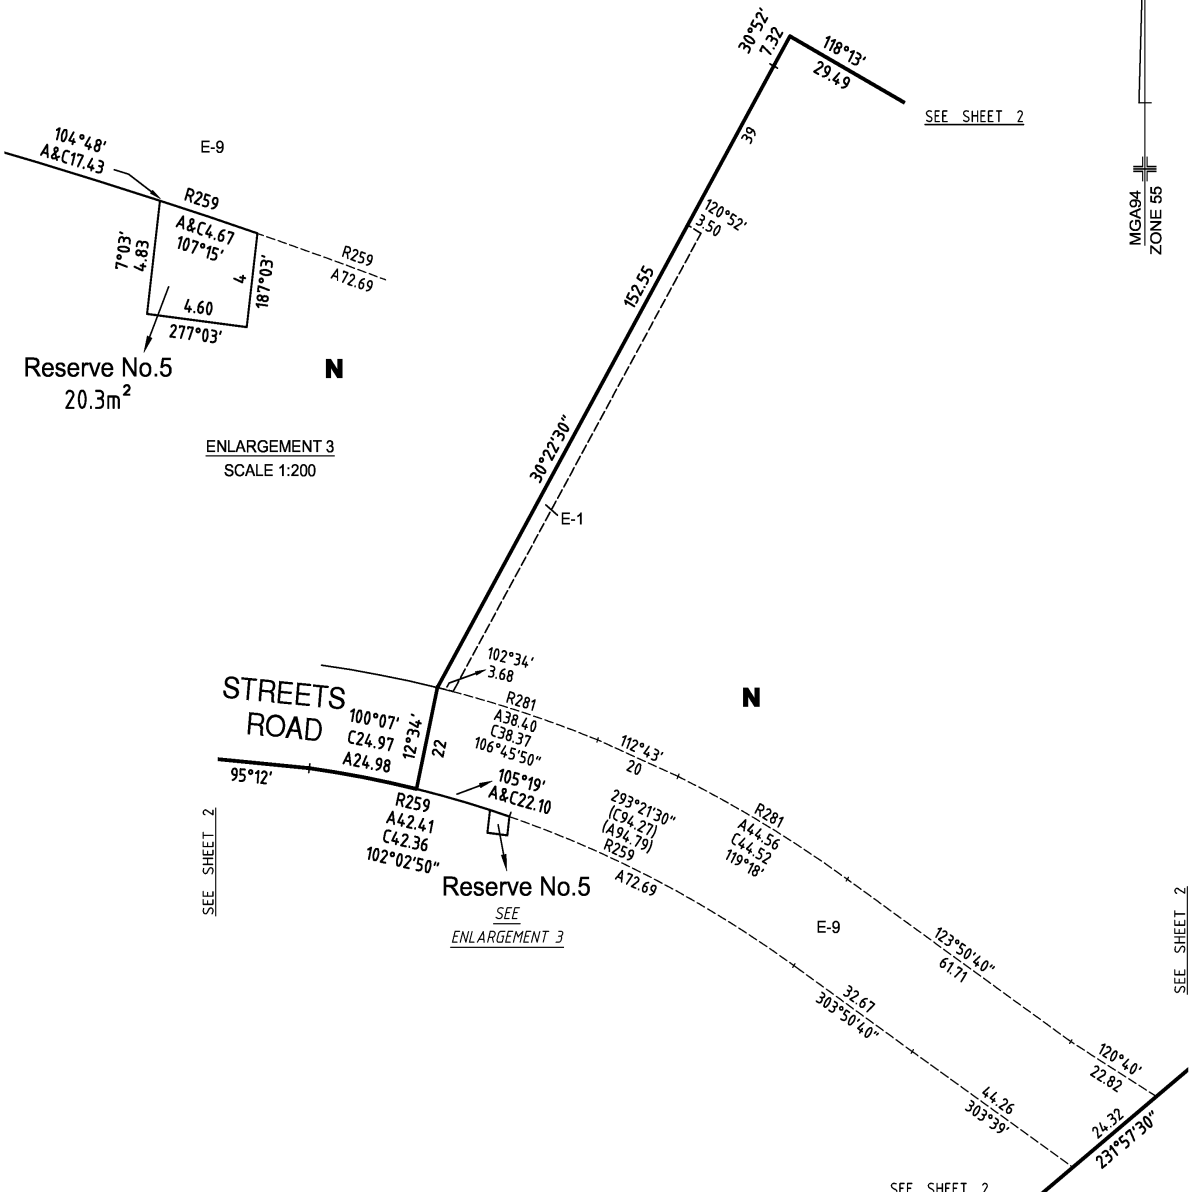 30°52'
7.32
118°13'
29.49
SEE SHEET 2
39
MGA94
ZONE 55
104°48'
A&C17.43
E-9
R259
A&C4.67
107°15'
7°03'
4.83
4
187°03'
R259
A72.69
4.60
277°03'
Reserve No.5
20.3m²
N
ENLARGEMENT 3
SCALE 1:200
120°52'
3.50
152.55
30°22'30"
E-1
102°34'
3.68
STREETS
ROAD
100°07'
C24.97
A24.98
12°34'
22
R281
A38.40
C38.37
106°45'50"
N
112°43'
20
95°12'
105°19'
A&C22.10
R259
A42.41
C42.36
102°02'50"
293°21'30"
(C94.27)
(A94.79)
R259
A72.69
R281
A44.56
C44.52
119°18'
SEE SHEET 2
Reserve No.5
SEE
ENLARGEMENT 3
E-9
123°50'40"
61.71
SEE SHEET 2
32.67
303°50'40"
120°40'
22.82
44.26
303°39'
24.32
231°57'30"
SEE SHEET 2